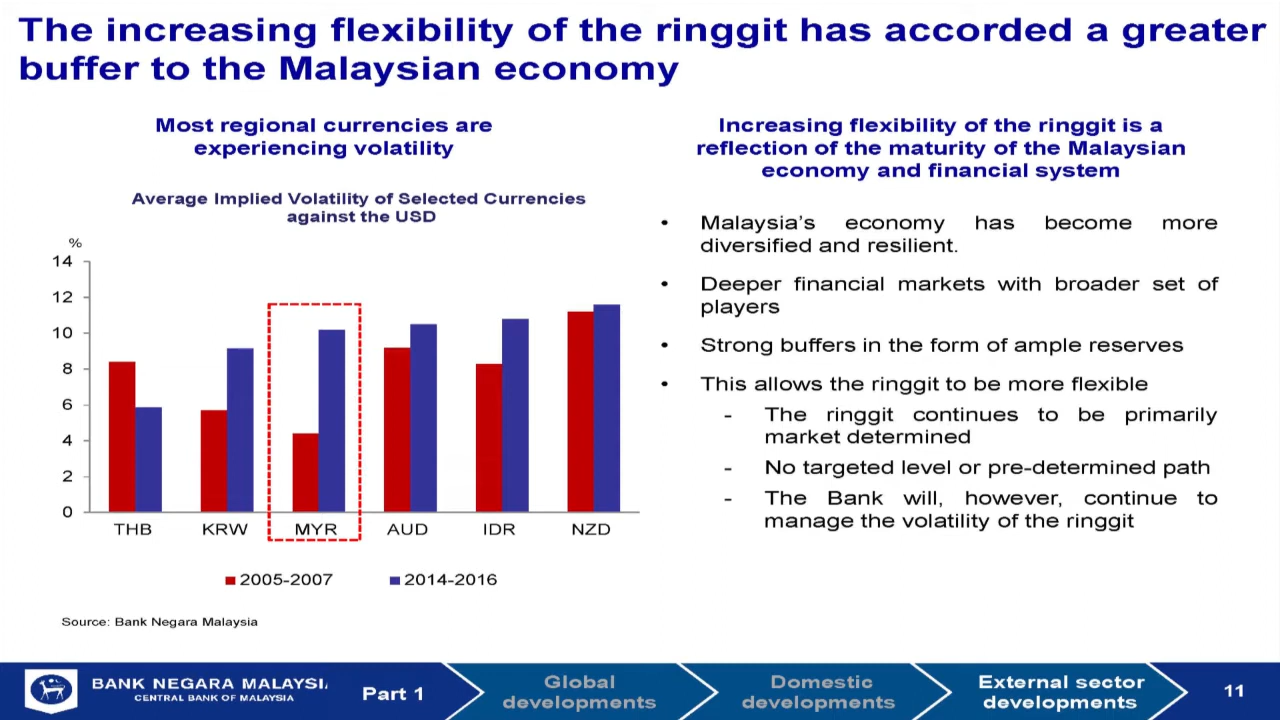 The increasing flexibility of the ringgit has accorded a greater
buffer to the Malaysian economy
Most regional currencies are
experiencing volatility
Average Implied Volatility of Selected Currencies
against the USD
%
14
12
10
8
6
4
2
0
THB KRW MYR AUD IDR NZD
2005-2007 2014-2016
Source: Bank Negara Malaysia
Increasing flexibility of the ringgit is a
reflection of the maturity of the Malaysian
economy and financial system
• Malaysia's economy has become more
diversified and resilient.
• Deeper financial markets with broader set of
players
• Strong buffers in the form of ample reserves
• This allows the ringgit to be more flexible
- The ringgit continues to be primarily
market determined
- No targeted level or pre-determined path
- The Bank will, however, continue to
manage the volatility of the ringgit
BANK NEGARA MALAYSI
CENTRAL BANK OF MALAYSIA
Part 1
Global
developments
Domestic
developments
External sector
developments
11